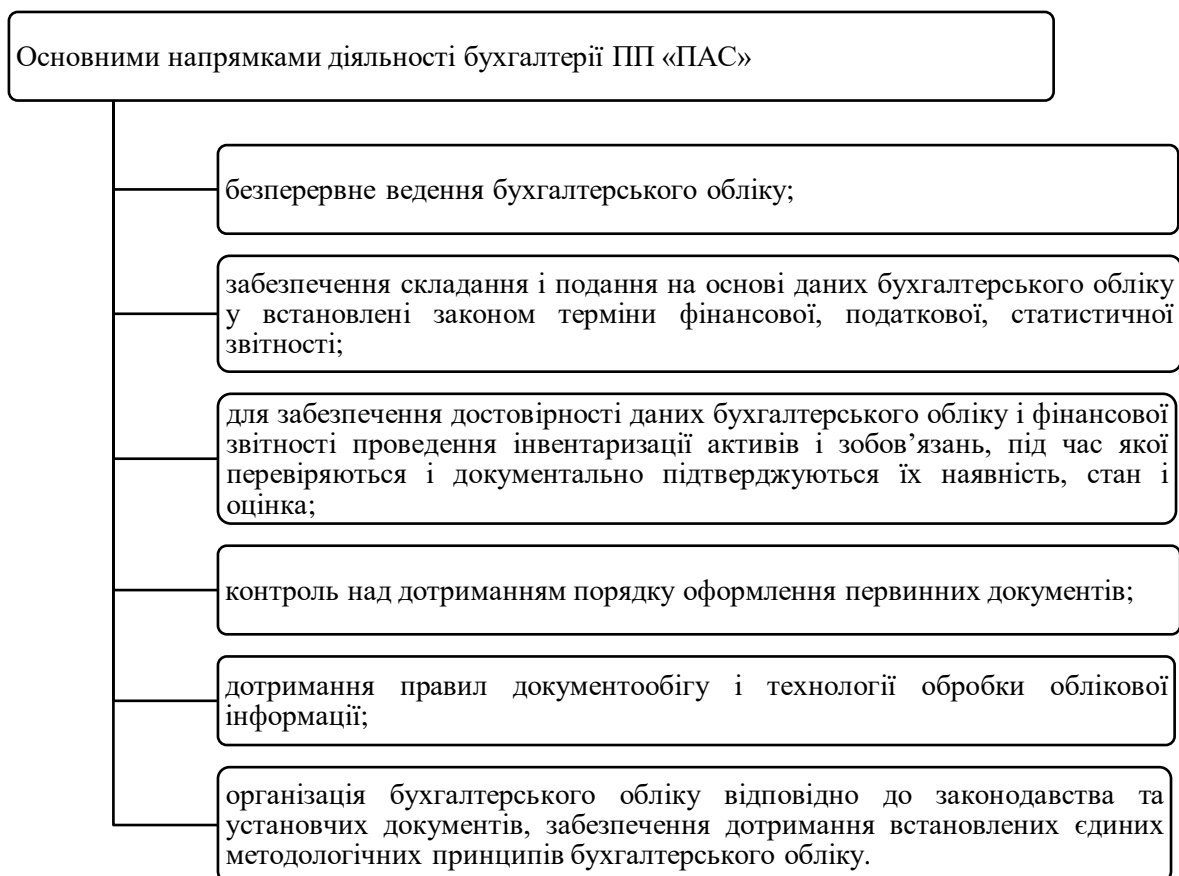 Основними напрямками діяльності бухгалтерії ПП «ПАС»
безперервне ведення бухгалтерського обліку;
забезпечення складання і подання на основі даних бухгалтерського обліку
у встановлені законом терміни фінансової, податкової, статистичної
звітності;
для забезпечення достовірності даних бухгалтерського обліку і фінансової
звітності проведення інвентаризації активів і зобов’язань, під час якої
перевіряються і документально підтверджуються їх наявність, стан і
оцінка;
контроль над дотриманням порядку оформлення первинних документів;
дотримання правил документообігу і технології обробки облікової
інформації;
організація бухгалтерського обліку відповідно до законодавства та
установчих документів, забезпечення дотримання встановлених єдиних
методологічних принципів бухгалтерського обліку.